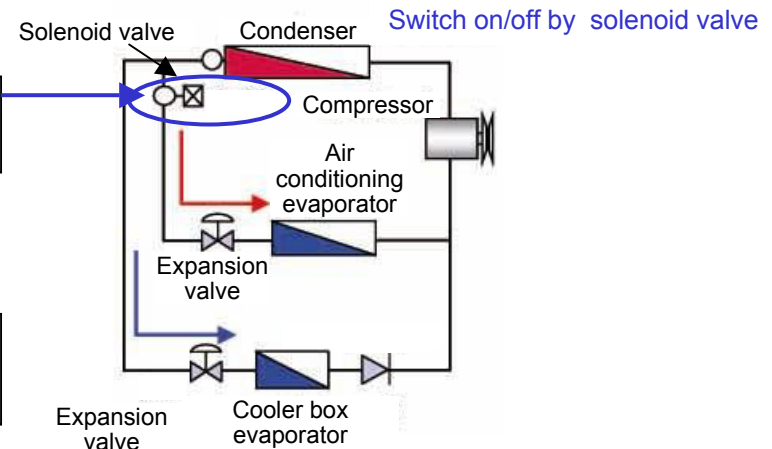 Switch on/off by solenoid valve
Solenoid valve
Condenser
Compressor
Air
conditioning
evaporator
Expansion
valve
Cooler box
evaporator
Expansion
valve